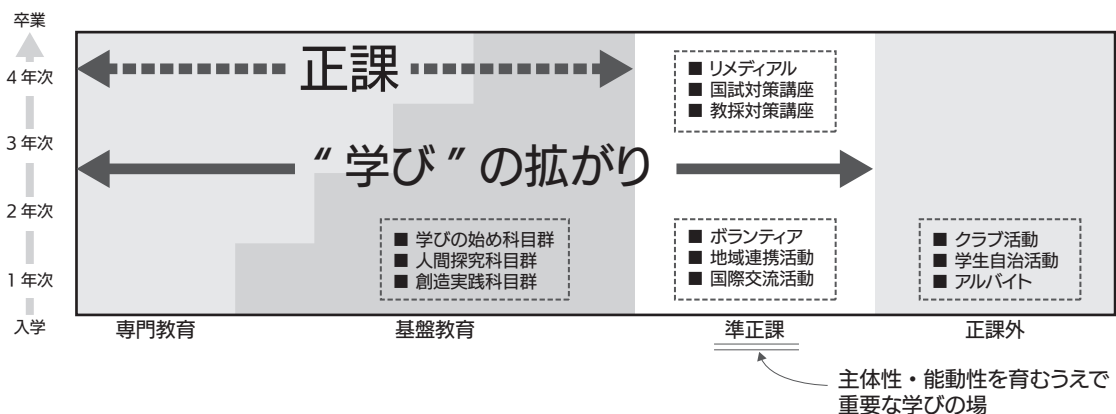 卒業
4年次
3年次
2年次
1年次
入学
正課
“学び”の拡がり
■ リメディアル
■ 国試対策講座
■ 教採対策講座
■ 学びの始め科目群
■ 人間探究科目群
■ 創造実践科目群
■ ボランティア
■ 地域連携活動
■ 国際交流活動
■ クラブ活動
■ 学生自治活動
■ アルバイト
専門教育
基盤教育
準正課
正課外
主体性・能動性を育むうえで
重要な学びの場